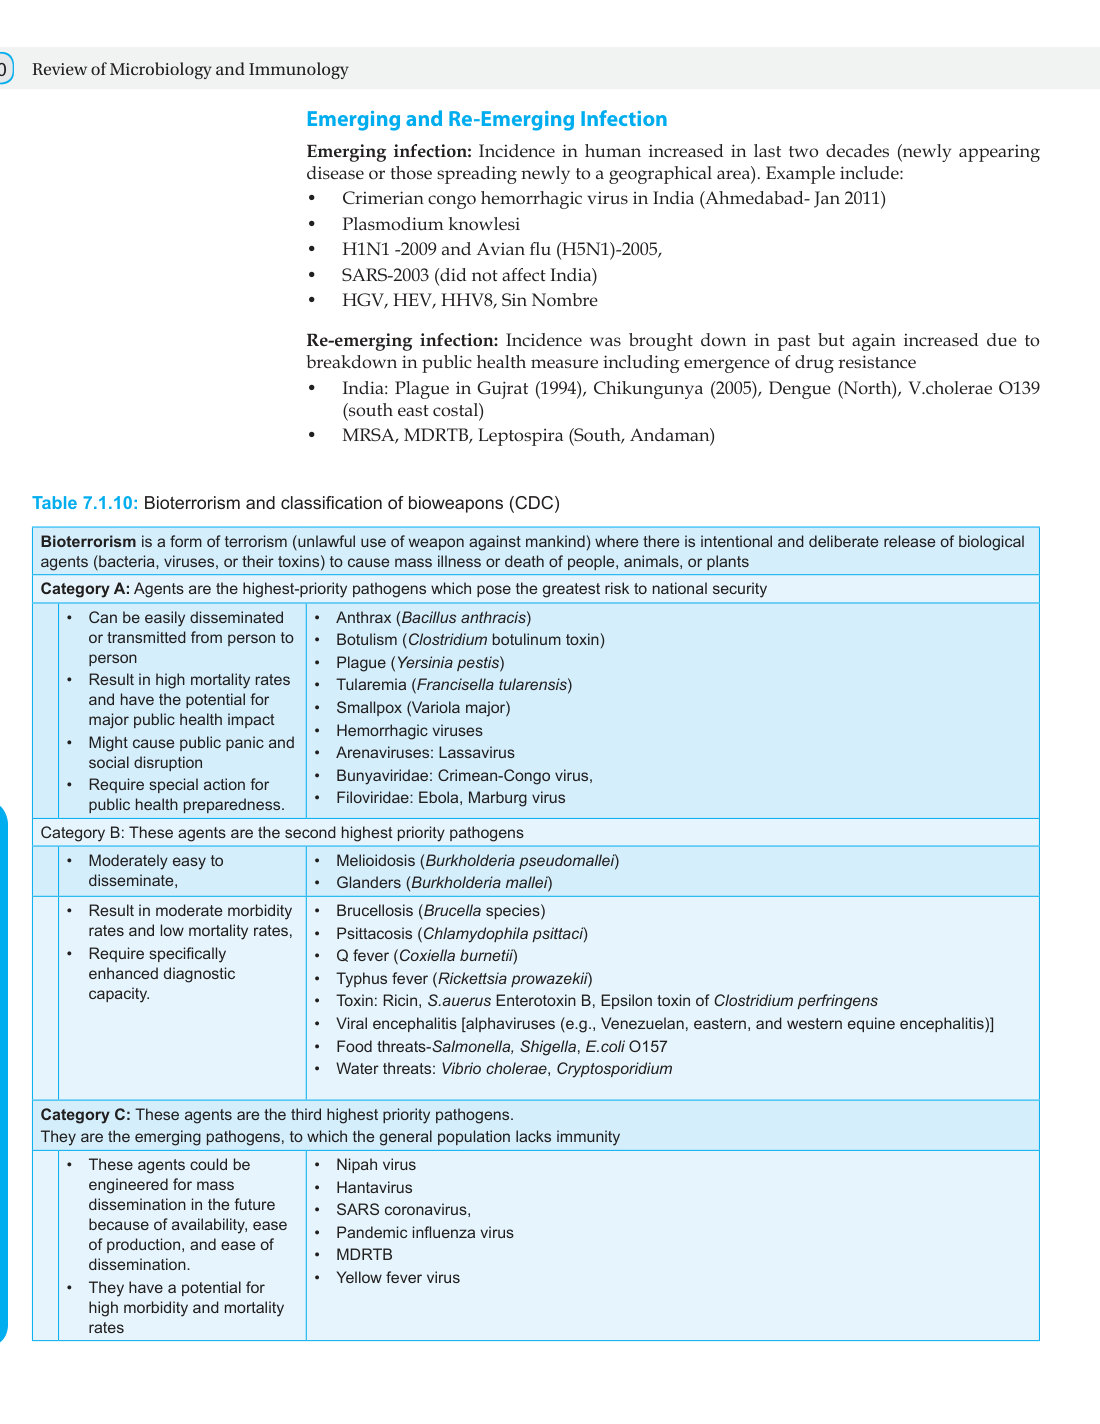 0 Review of Microbiology and Immunology
Emerging and Re-Emerging Infection
Emerging infection: Incidence in human increased in last two decades (newly appearing
disease or those spreading newly to a geographical area). Example include:
• Crimerian congo hemorrhagic virus in India (Ahmedabad- Jan 2011)
• Plasmodium knowlesi
• H1N1 -2009 and Avian flu (H5N1)-2005,
• SARS-2003 (did not affect India)
• HGV, HEV, HHV8, Sin Nombre
Re-emerging infection: Incidence was brought down in past but again increased due to
breakdown in public health measure including emergence of drug resistance
• India: Plague in Gujrat (1994), Chikungunya (2005), Dengue (North), V.cholerae O139
(south east costal)
• MRSA, MDRTB, Leptospira (South, Andaman)
Table 7.1.10: Bioterrorism and classification of bioweapons (CDC)
Bioterrorism is a form of terrorism (unlawful use of weapon against mankind) where there is intentional and deliberate release of biological
agents (bacteria, viruses, or their toxins) to cause mass illness or death of people, animals, or plants
Category A: Agents are the highest-priority pathogens which pose the greatest risk to national security
• Can be easily disseminated
or transmitted from person to
person
• Result in high mortality rates
and have the potential for
major public health impact
• Might cause public panic and
social disruption
• Require special action for
public health preparedness.
• Anthrax (Bacillus anthracis)
• Botulism (Clostridium botulinum toxin)
• Plague (Yersinia pestis)
• Tularemia (Francisella tularensis)
• Smallpox (Variola major)
• Hemorrhagic viruses
• Arenaviruses: Lassavirus
• Bunyaviridae: Crimean-Congo virus,
• Filoviridae: Ebola, Marburg virus
Category B: These agents are the second highest priority pathogens
• Moderately easy to
disseminate,
• Melioidosis (Burkholderia pseudomallei)
• Glanders (Burkholderia mallei)
• Result in moderate morbidity
rates and low mortality rates,
• Require specifically
enhanced diagnostic
capacity.
• Brucellosis (Brucella species)
• Psittacosis (Chlamydophila psittaci)
• Q fever (Coxiella burnetii)
• Typhus fever (Rickettsia prowazekii)
• Toxin: Ricin, S.auerus Enterotoxin B, Epsilon toxin of Clostridium perfringens
• Viral encephalitis [alphaviruses (e.g., Venezuelan, eastern, and western equine encephalitis)]
• Food threats-Salmonella, Shigella, E.coli O157
• Water threats: Vibrio cholerae, Cryptosporidium
Category C: These agents are the third highest priority pathogens.
They are the emerging pathogens, to which the general population lacks immunity
• These agents could be
engineered for mass
dissemination in the future
because of availability, ease
of production, and ease of
dissemination.
• They have a potential for
high morbidity and mortality
rates
• Nipah virus
• Hantavirus
• SARS coronavirus,
• Pandemic influenza virus
• MDRTB
• Yellow fever virus